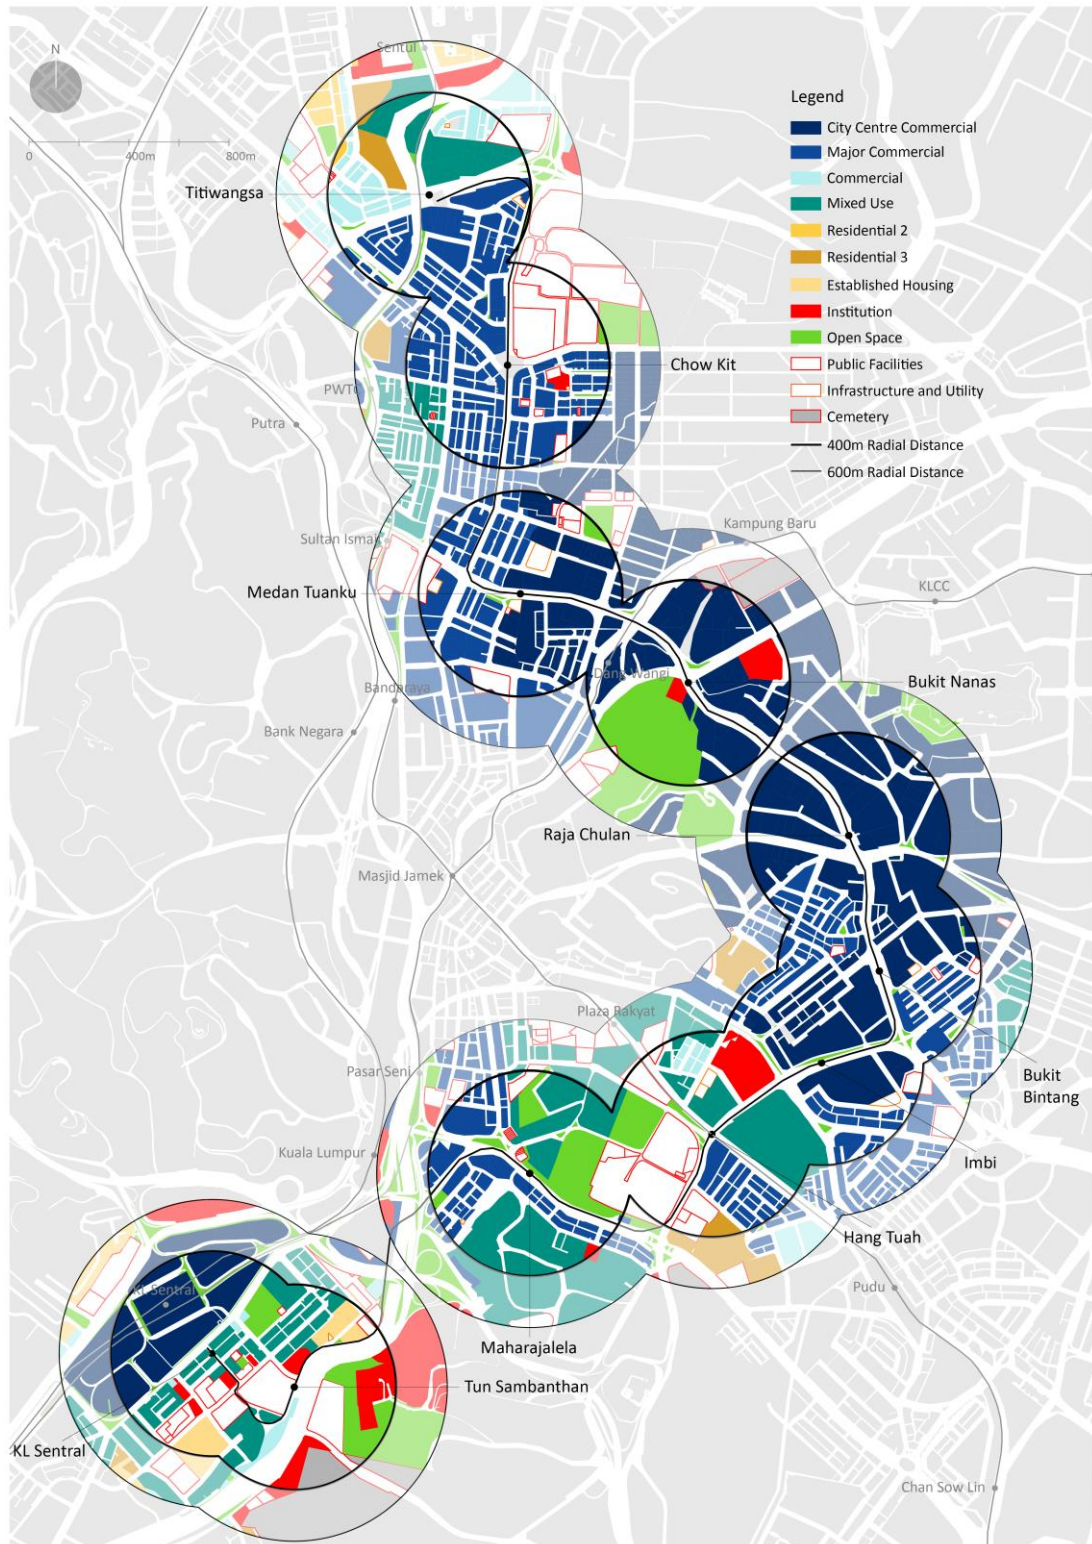 Sentul
N
Legend
City Centre Commercial
Major Commercial
0
400m
800m
Commercial
Titiwangsa
Mixed Use
Residential 2
Residential 3
Established Housing
Institution
Open Space
Chow Kit
Public Facilities
PWTC
Infrastructure and Utility
Putra
Cemetery
400m Radial Distance
600m Radial Distance
Kampung Baru
Sultan Ismail
Medan Tuanku
KLCC
Dang Wangi
Bukit Nanas
Bandaraya
Bank Negara
Raja Chulan
Masjid Jamek
Plaza Rakyat
Pasar Seni
Bukit
Bintang
Kuala Lumpur
Imbi
Hang Tuah
KL Sentral
Pudu
Maharajalela
Tun Sambanthan
KL Sentral
Chan Sow Lin